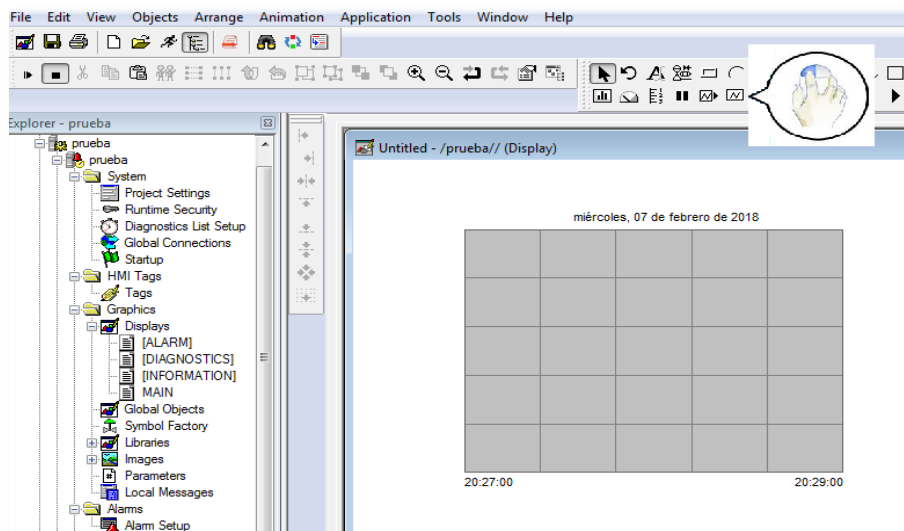 File Edit View Objects Arrange Animation Application Tools Window Help
Explorer - prueba
prueba
prueba
System
Project Settings
Runtime Security
Diagnostics List Setup
Global Connections
Startup
HMI Tags
Tags
Graphics
Displays
[ALARM]
[DIAGNOSTICS]
[INFORMATION]
MAIN
Global Objects
Symbol Factory
Libraries
Images
Parameters
Local Messages
Alarms
Alarm Setup
Untitled - /prueba// (Display)
miércoles, 07 de febrero de 2018
20:27:00 20:29:00